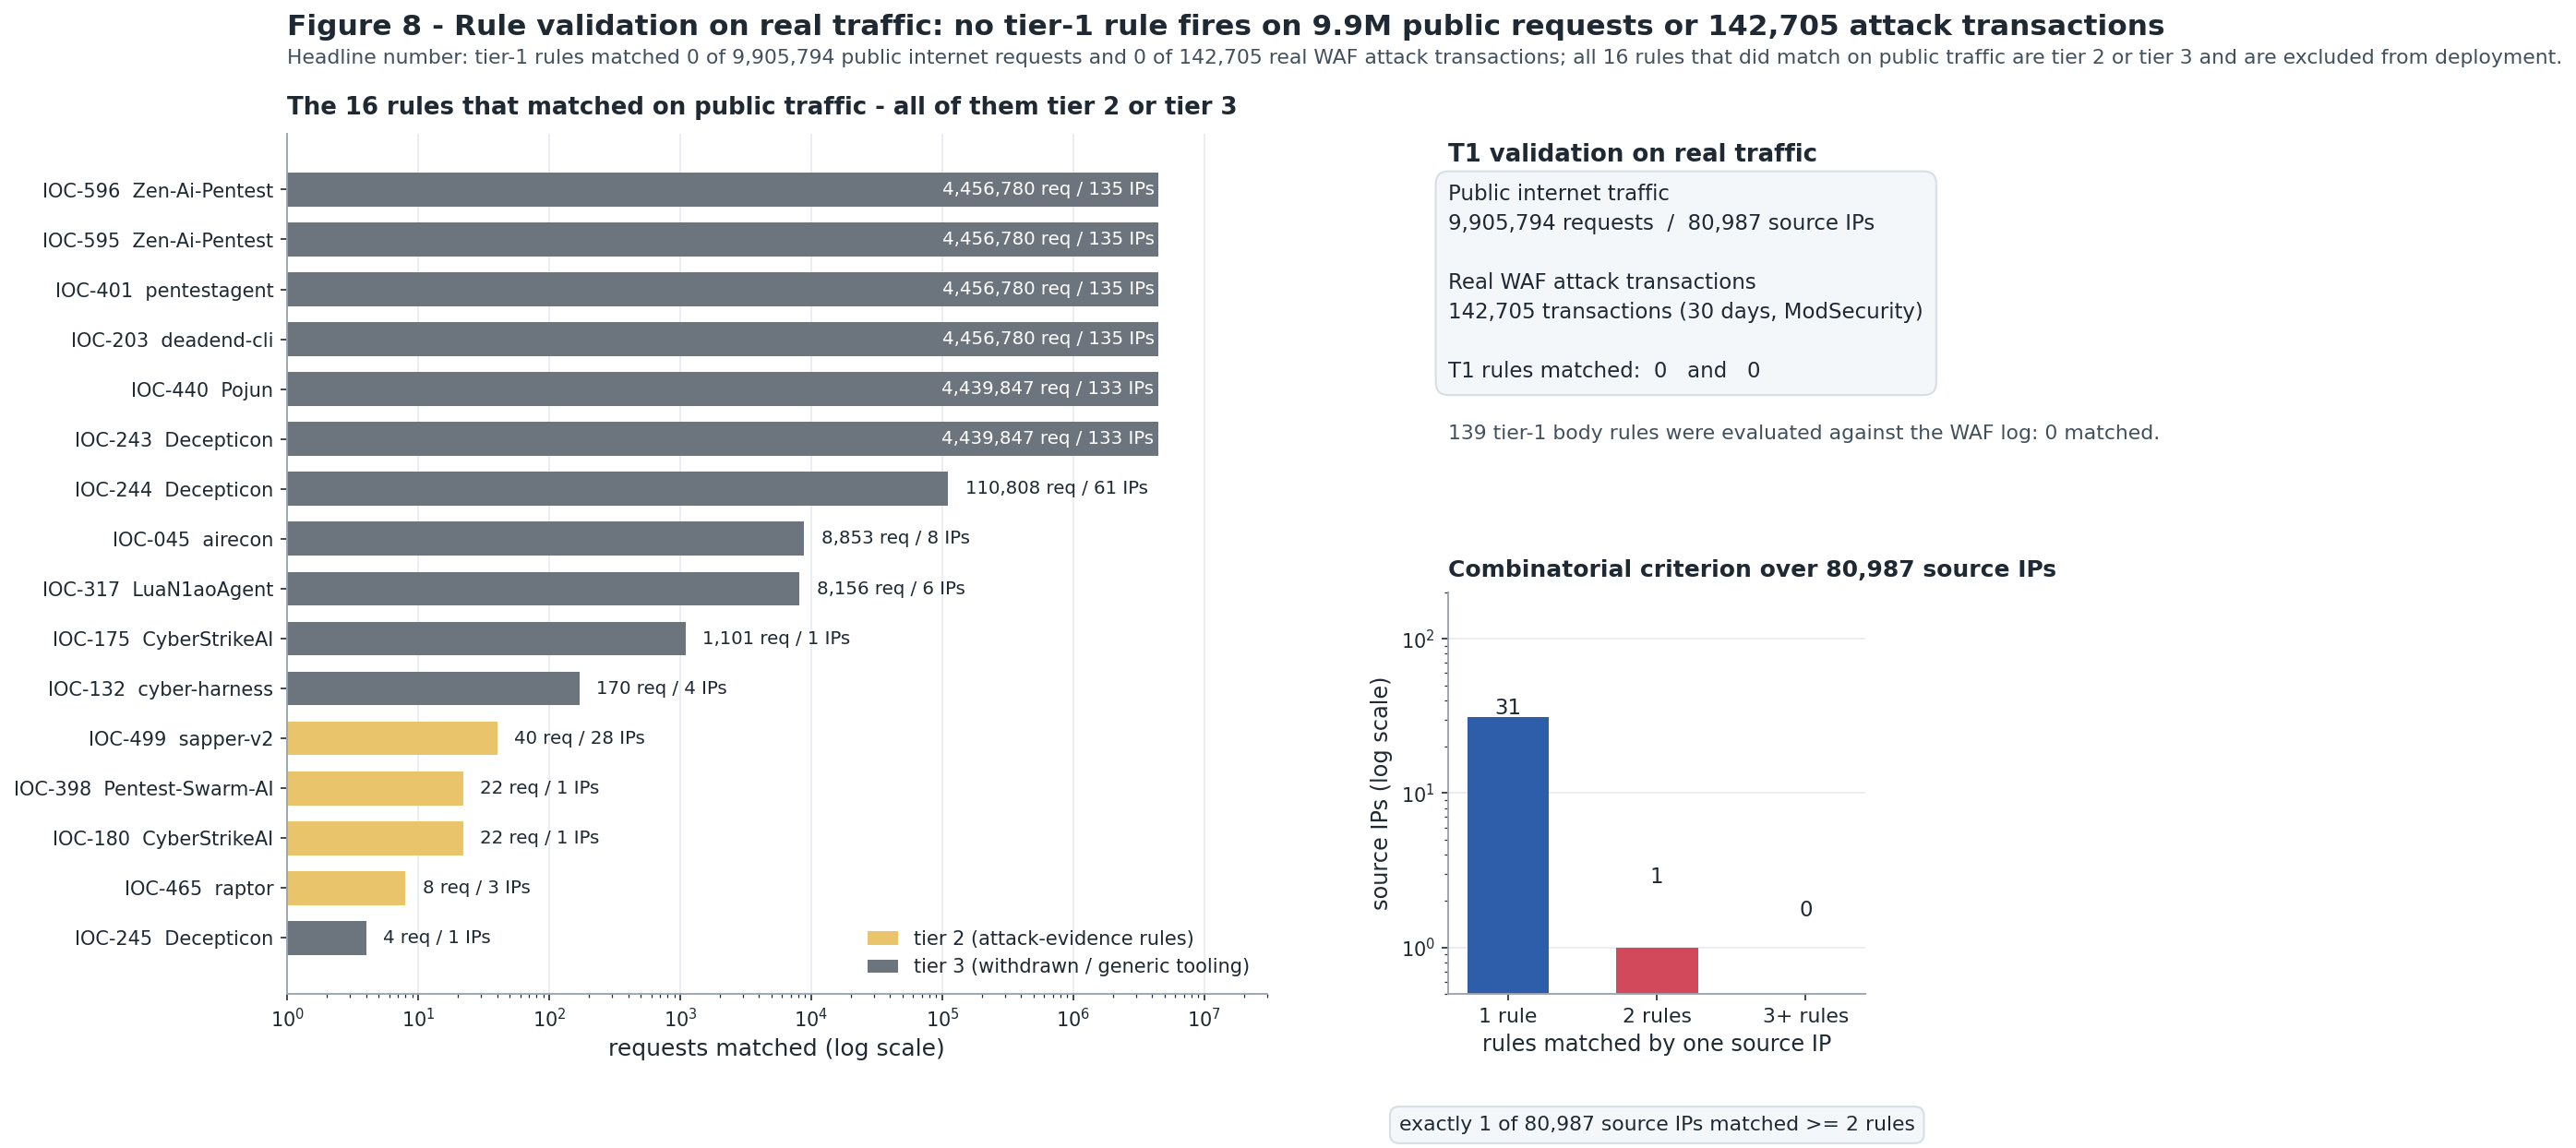 Figure 8 - Rule validation on real traffic: no tier-1 rule fires on 9.9M public requests or 142,705 attack transactions
Headline number: tier-1 rules matched 0 of 9,905,794 public internet requests and 0 of 142,705 real WAF attack transactions; all 16 rules that did match on public traffic are tier 2 or tier 3 and are excluded from deployment.
The 16 rules that matched on public traffic - all of them tier 2 or tier 3
IOC-596 Zen-Ai-Pentest 4,456,780 req / 135 IPs
IOC-595 Zen-Ai-Pentest 4,456,780 req / 135 IPs
IOC-401 pentestagent 4,456,780 req / 135 IPs
IOC-203 deadend-cli 4,456,780 req / 135 IPs
IOC-440 Pojun 4,439,847 req / 133 IPs
IOC-243 Decepticon 4,439,847 req / 133 IPs
IOC-244 Decepticon 110,808 req / 61 IPs
IOC-045 airecon 8,853 req / 8 IPs
IOC-317 LuaN1aoAgent 8,156 req / 6 IPs
IOC-175 CyberStrikeAI 1,101 req / 1 IPs
IOC-132 cyber-harness 170 req / 4 IPs
IOC-499 sapper-v2 40 req / 28 IPs
IOC-398 Pentest-Swarm-AI 22 req / 1 IPs
IOC-180 CyberStrikeAI 22 req / 1 IPs
IOC-465 raptor 8 req / 3 IPs
IOC-245 Decepticon 4 req / 1 IPs
tier 2 (attack-evidence rules)
tier 3 (withdrawn / generic tooling)
10⁰ 10¹ 10² 10³ 10⁴ 10⁵ 10⁶ 10⁷
requests matched (log scale)
T1 validation on real traffic
Public internet traffic
9,905,794 requests / 80,987 source IPs
Real WAF attack transactions
142,705 transactions (30 days, ModSecurity)
T1 rules matched: 0 and 0
139 tier-1 body rules were evaluated against the WAF log: 0 matched.
Combinatorial criterion over 80,987 source IPs
source IPs (log scale)
10²
10¹
10⁰
31
1
0
1 rule 2 rules 3+ rules
rules matched by one source IP
exactly 1 of 80,987 source IPs matched >= 2 rules